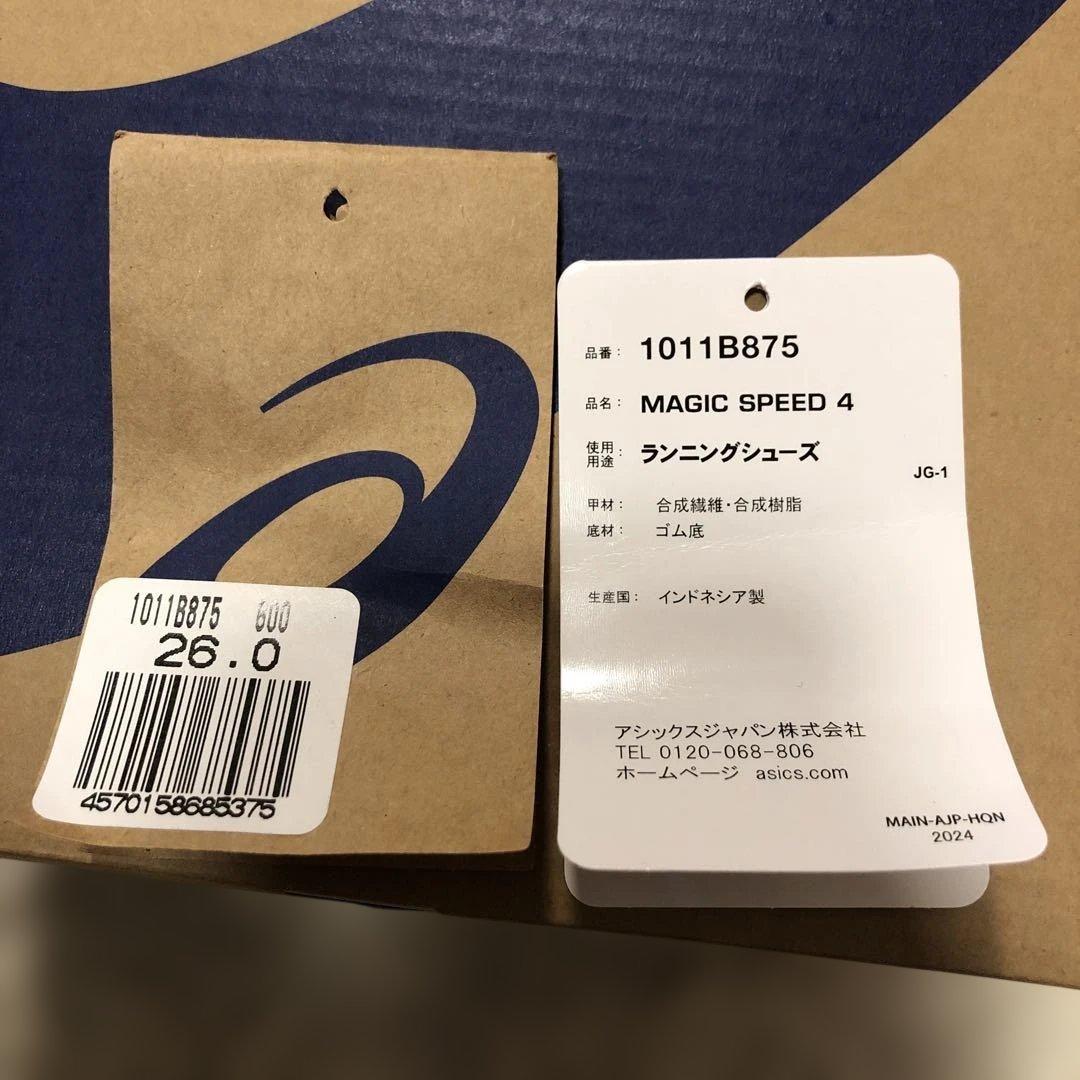 1011B875 600
26.0
4570158685375
品番： 1011B875
品名： MAGIC SPEED 4
使用用途： ランニングシューズ
JG-1
甲材： 合成繊維・合成樹脂
底材： ゴム底
生産国： インドネシア製
アシックスジャパン株式会社
TEL 0120-068-806
ホームページ asics.com
MAIN-AJP-HQN
2024